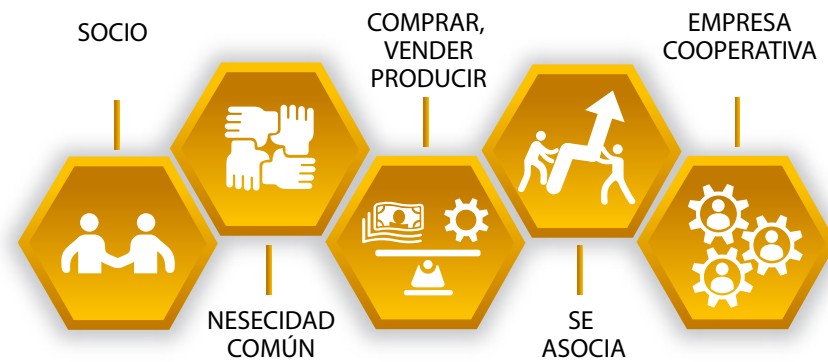 SOCIO
NESECIDAD
COMÚN
COMPRAR,
VENDER
PRODUCIR
SE
ASOCIA
EMPRESA
COOPERATIVA